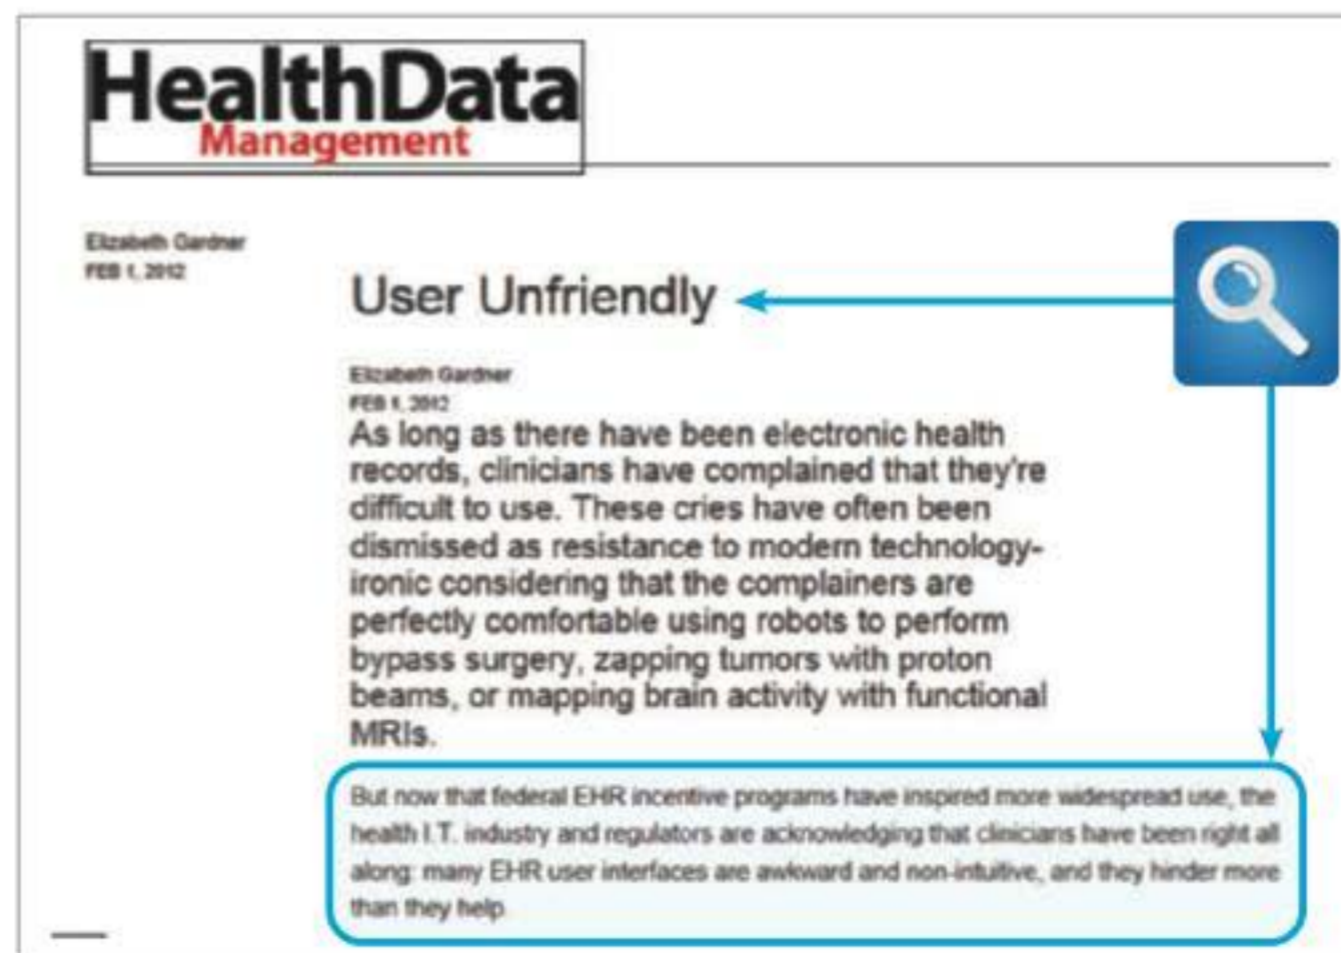 HealthData
Management
Elizabeth Gardner
FEB 1, 2012
User Unfriendly
Elizabeth Gardner
FEB 1, 2012
As long as there have been electronic health
records, clinicians have complained that they're
difficult to use. These cries have often been
dismissed as resistance to modern technology-
ironic considering that the complainers are
perfectly comfortable using robots to perform
bypass surgery, zapping tumors with proton
beams, or mapping brain activity with functional
MRIs.
But now that federal EHR incentive programs have inspired more widespread use, the
health I.T. industry and regulators are acknowledging that clinicians have been right all
along: many EHR user interfaces are awkward and non-intuitive, and they hinder more
than they help.